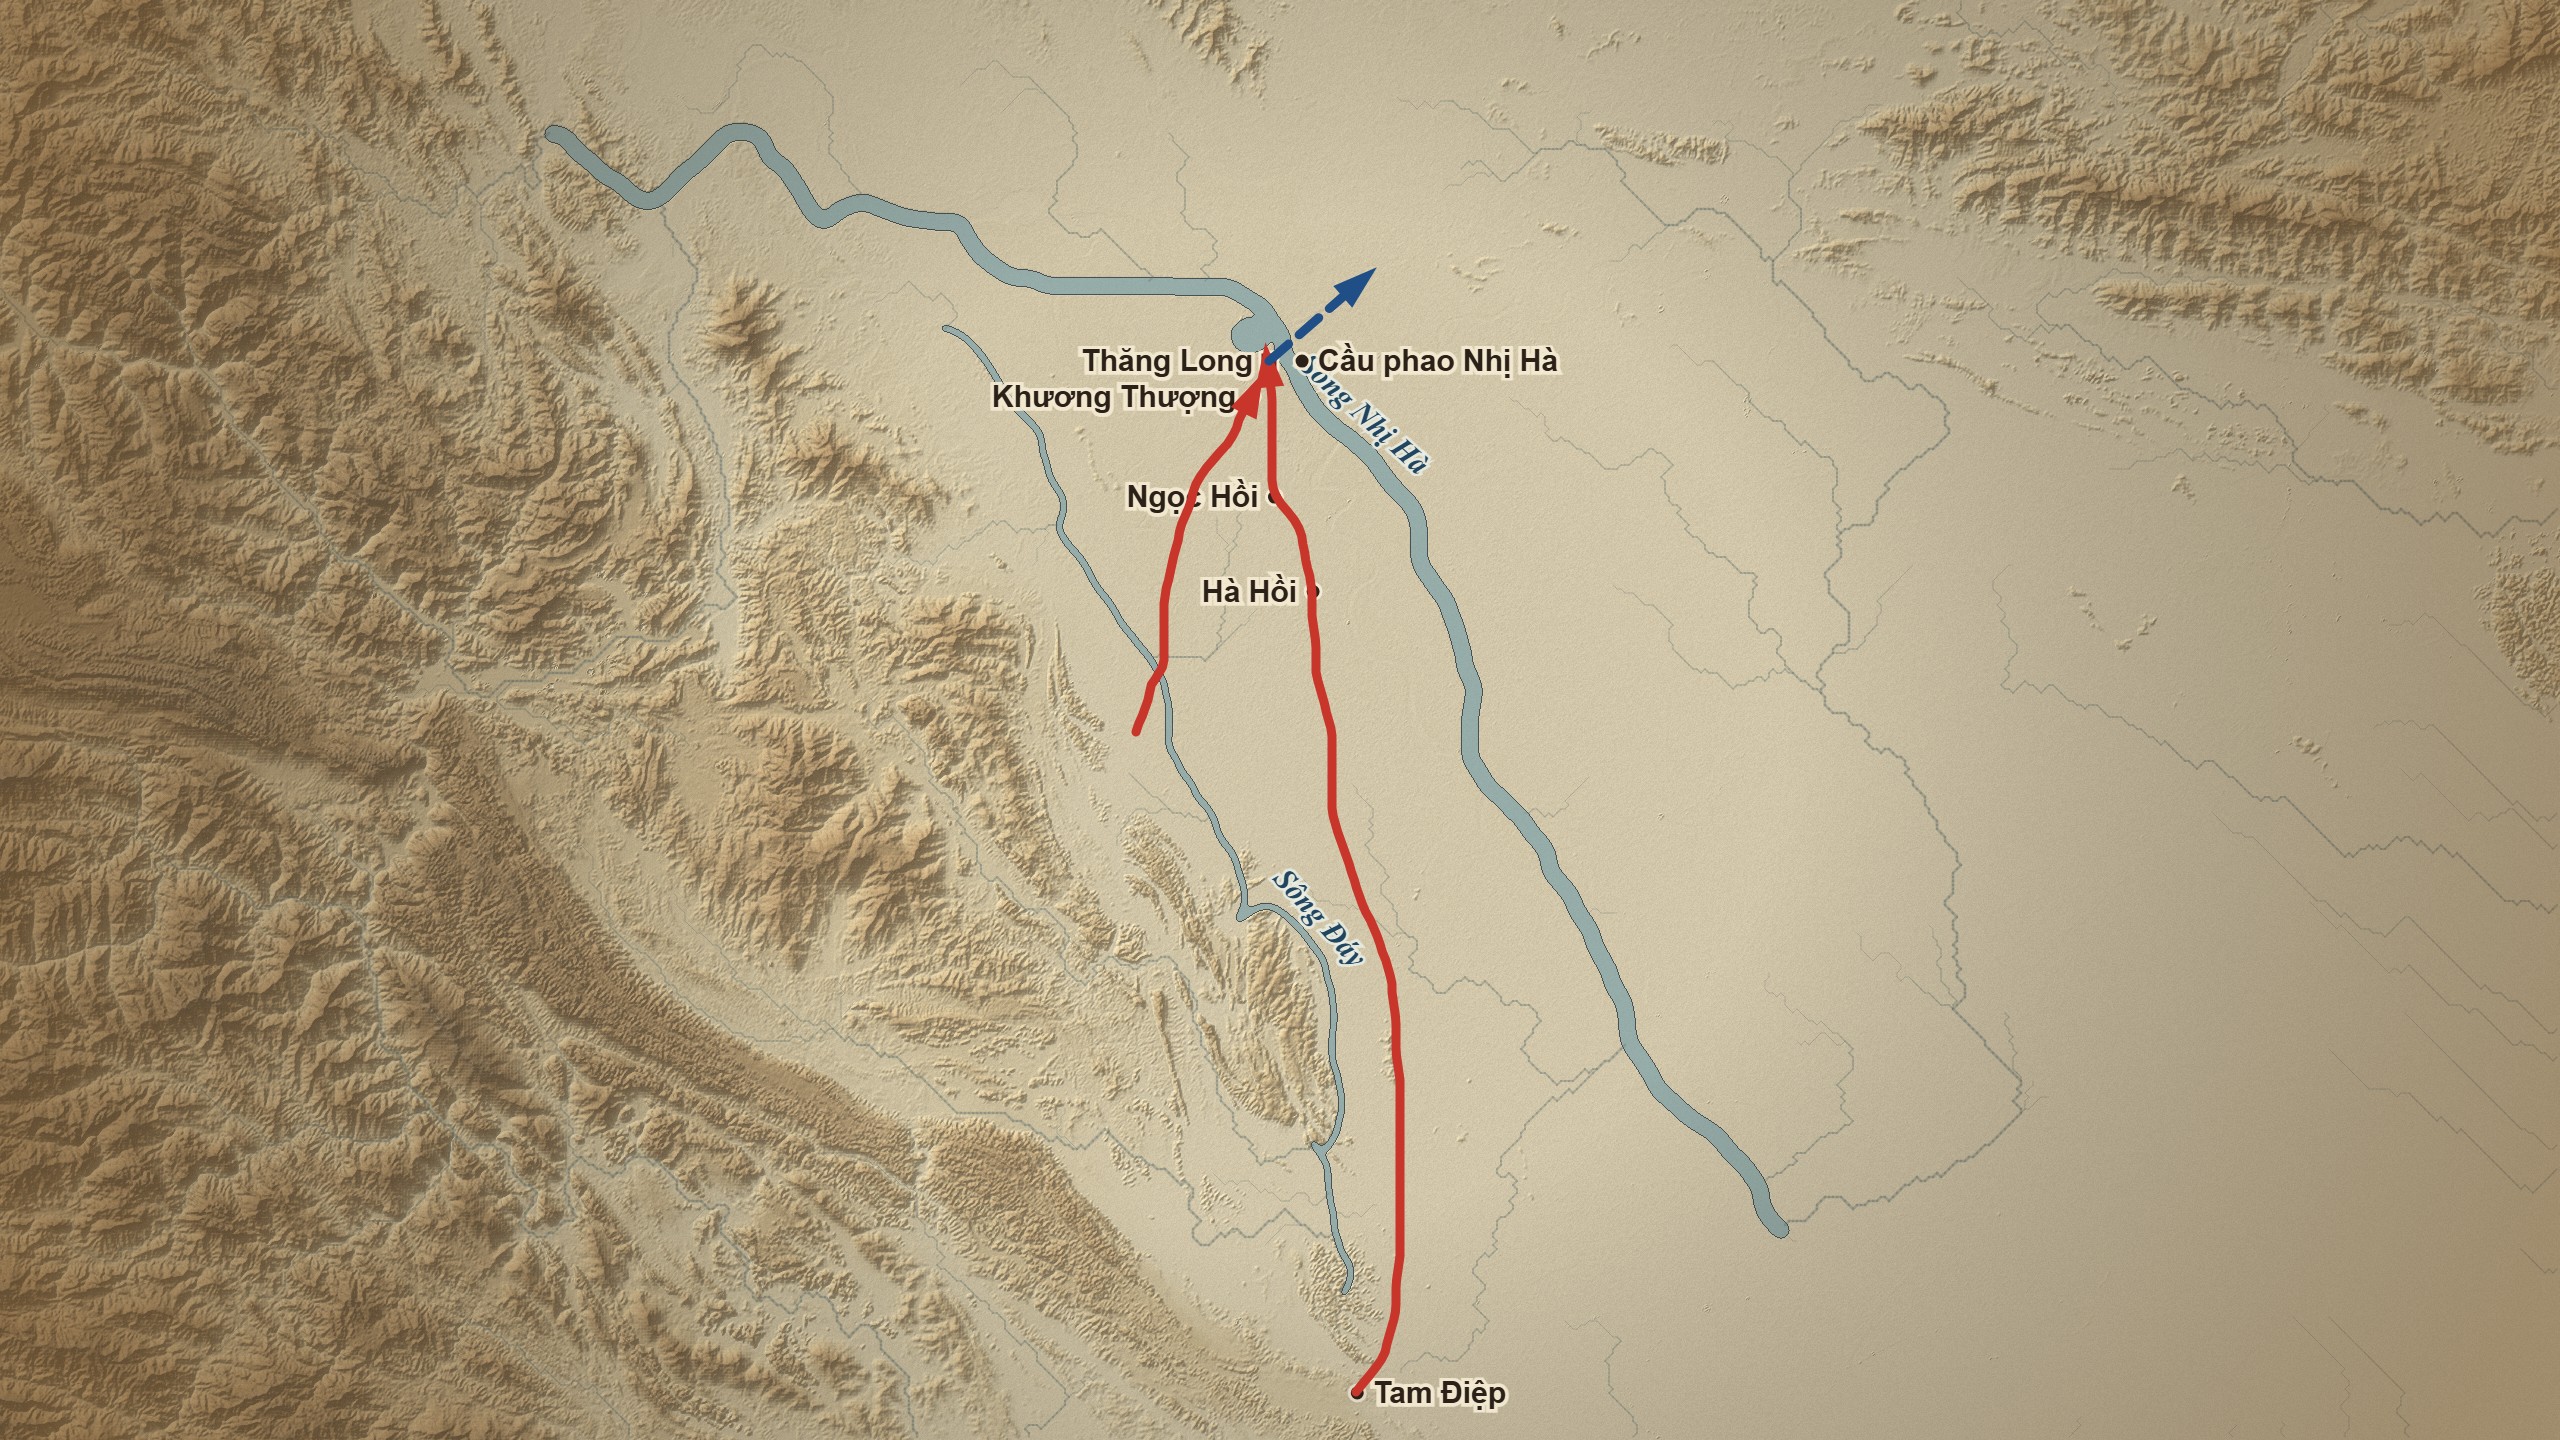 Thăng Long
Cầu phao Nhị Hà
Khương Thượng
Sông Nhị Hà
Ngọc Hồi
Hà Hồi
Sông Đáy
Tam Điệp